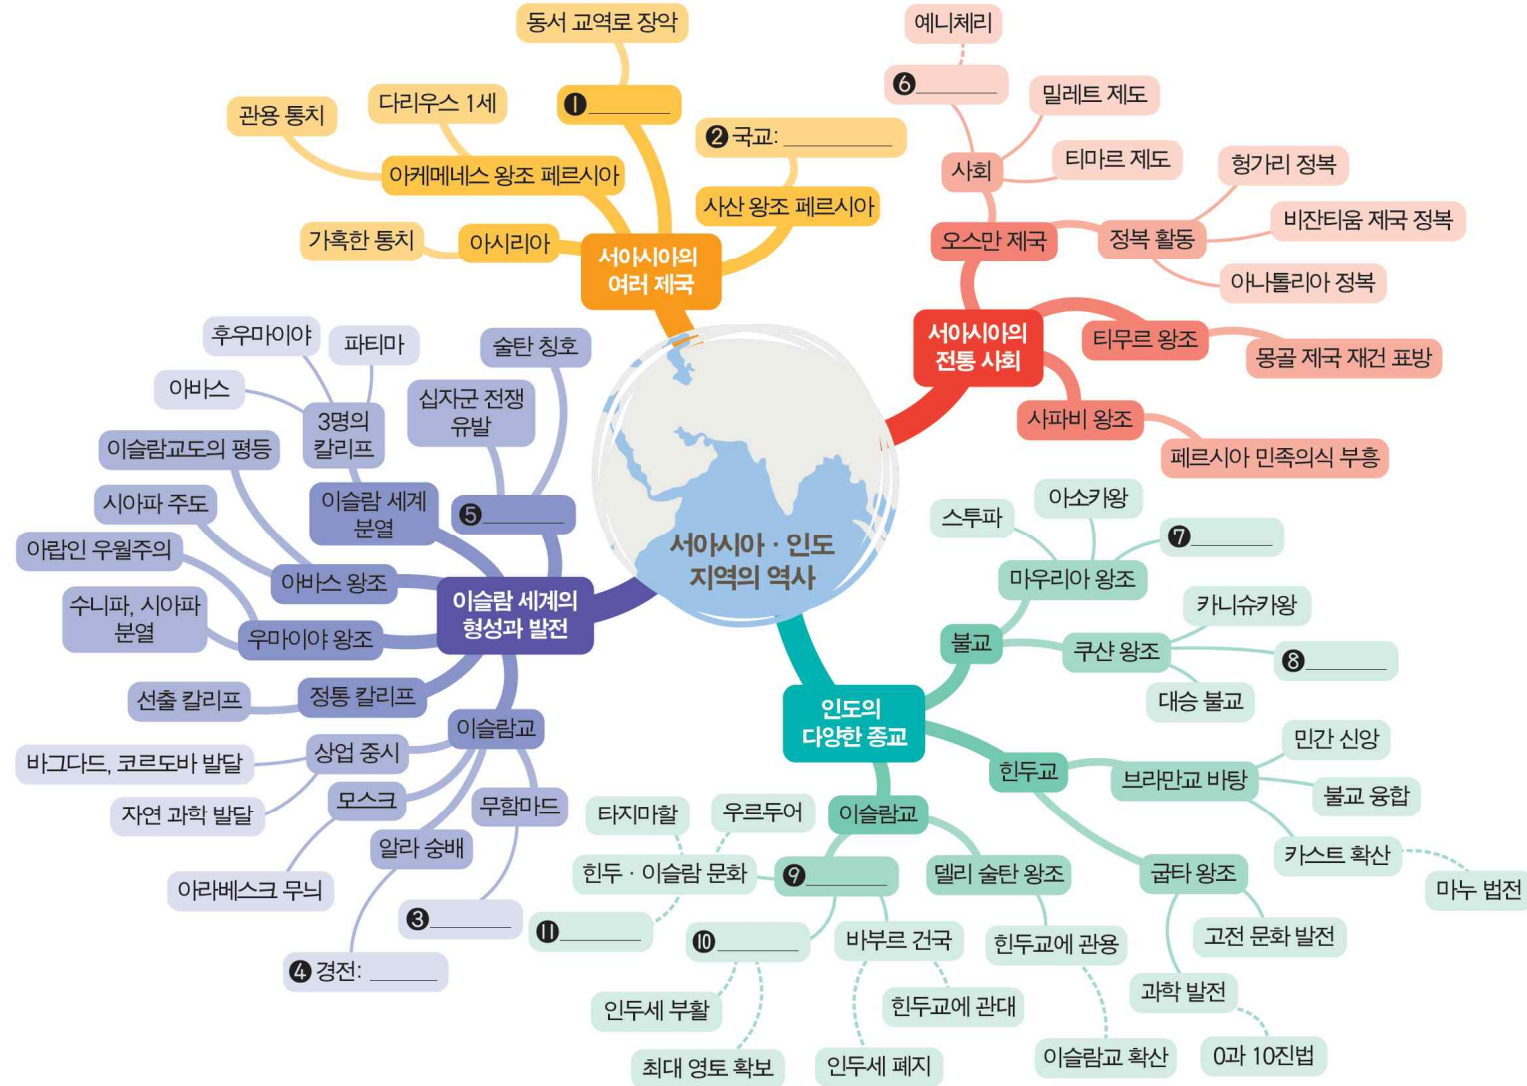 서아시아 · 인도
지역의 역사
서아시아의
여러 제국
동서 교역로 장악
❶
다리우스 1세
관용 통치
아케메네스 왕조 페르시아
❷ 국교:
사산 왕조 페르시아
가혹한 통치
아시리아
서아시아의
전통 사회
예니체리
❻
밀레트 제도
사회
티마르 제도
헝가리 정복
비잔티움 제국 정복
오스만 제국
정복 활동
아나톨리아 정복
티무르 왕조
몽골 제국 재건 표방
사파비 왕조
페르시아 민족의식 부흥
이슬람 세계의
형성과 발전
후우마이야
파티마
아바스
3명의
칼리프
술탄 칭호
십자군 전쟁
유발
이슬람교도의 평등
이슬람 세계
분열
❺
시아파 주도
아랍인 우월주의
아바스 왕조
수니파, 시아파
분열
우마이야 왕조
선출 칼리프
정통 칼리프
이슬람교
상업 중시
바그다드, 코르도바 발달
자연 과학 발달
모스크
무함마드
알라 숭배
아라베스크 무늬
❸
❹ 경전:
인도의
다양한 종교
스투파
아소카왕
❼
마우리아 왕조
불교
카니슈카왕
쿠샨 왕조
❽
대승 불교
힌두교
브라만교 바탕
민간 신앙
불교 융합
카스트 확산
마누 법전
굽타 왕조
고전 문화 발전
과학 발전
0과 10진법
이슬람교
타지마할
우르두어
힌두 · 이슬람 문화
❾
델리 술탄 왕조
⓫
❿
바부르 건국
힌두교에 관용
인두세 부활
힌두교에 관대
최대 영토 확보
인두세 폐지
이슬람교 확산